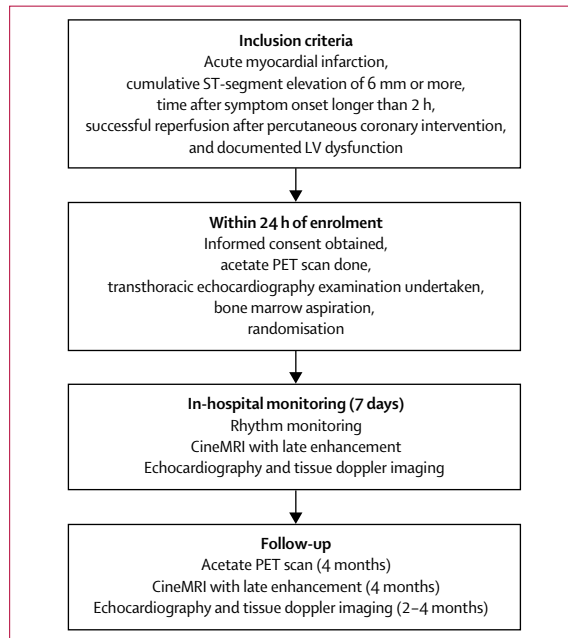 Inclusion criteria
Acute myocardial infarction,
cumulative ST-segment elevation of 6 mm or more,
time after symptom onset longer than 2 h,
successful reperfusion after percutaneous coronary intervention,
and documented LV dysfunction
Within 24 h of enrolment
Informed consent obtained,
acetate PET scan done,
transthoracic echocardiography examination undertaken,
bone marrow aspiration,
randomisation
In-hospital monitoring (7 days)
Rhythm monitoring
CineMRI with late enhancement
Echocardiography and tissue doppler imaging
Follow-up
Acetate PET scan (4 months)
CineMRI with late enhancement (4 months)
Echocardiography and tissue doppler imaging (2–4 months)